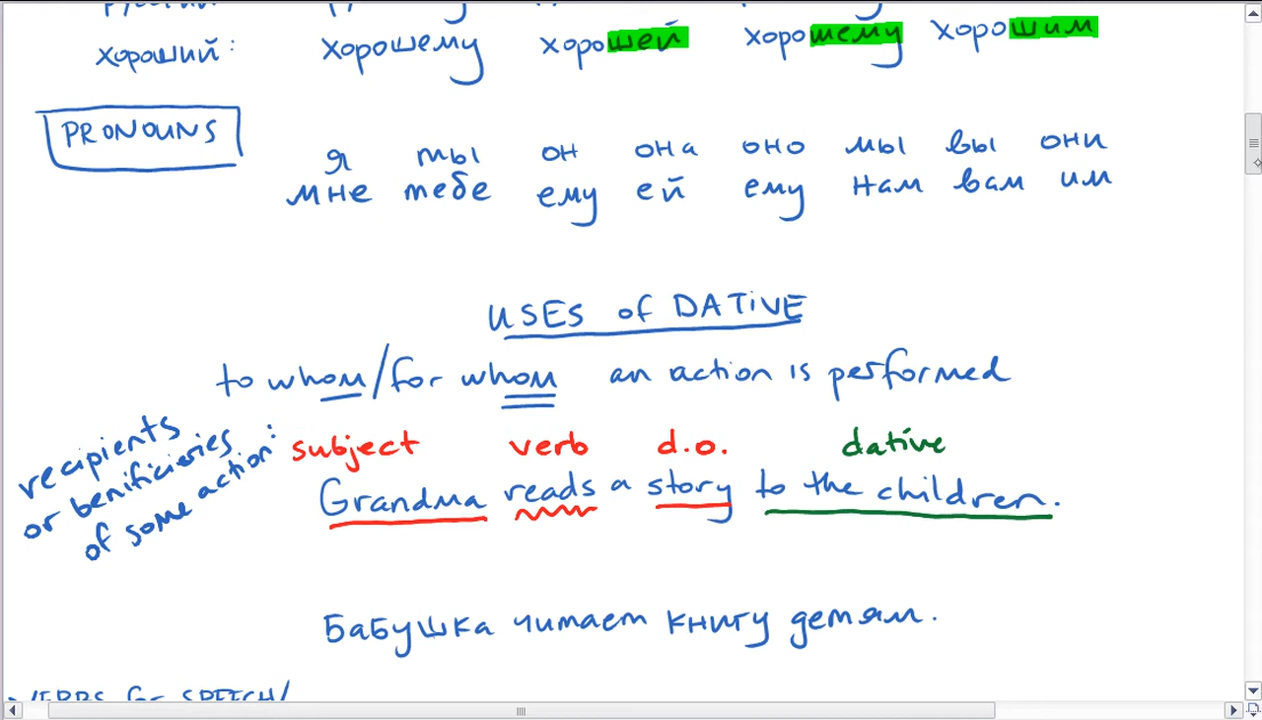 хороший: хорошему хорошей хорошему хорошим
PRONOUNS
я ты он она оно мы вы они
мне тебе ему ей ему нам вам им
USES of DATIVE
to whom/for whom an action is performed
recipients
or benificieries
of some action:
subject verb d.o. dative
Grandma reads a story to the children.
Бабушка читает книгу детям.